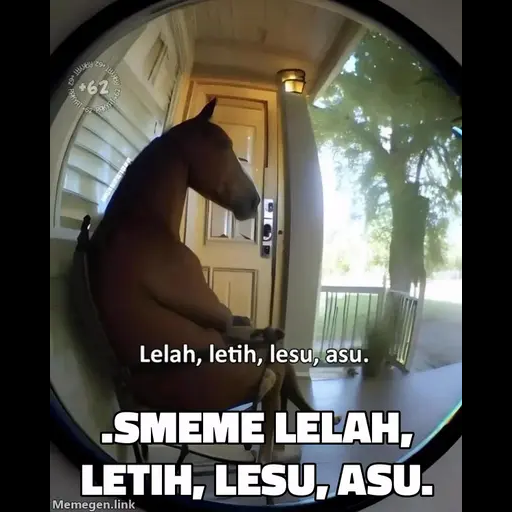 +62
Lelah, letih, lesu, asu.
.SMEME LELAH,
LETIH, LESU, ASU.
Memegen.link